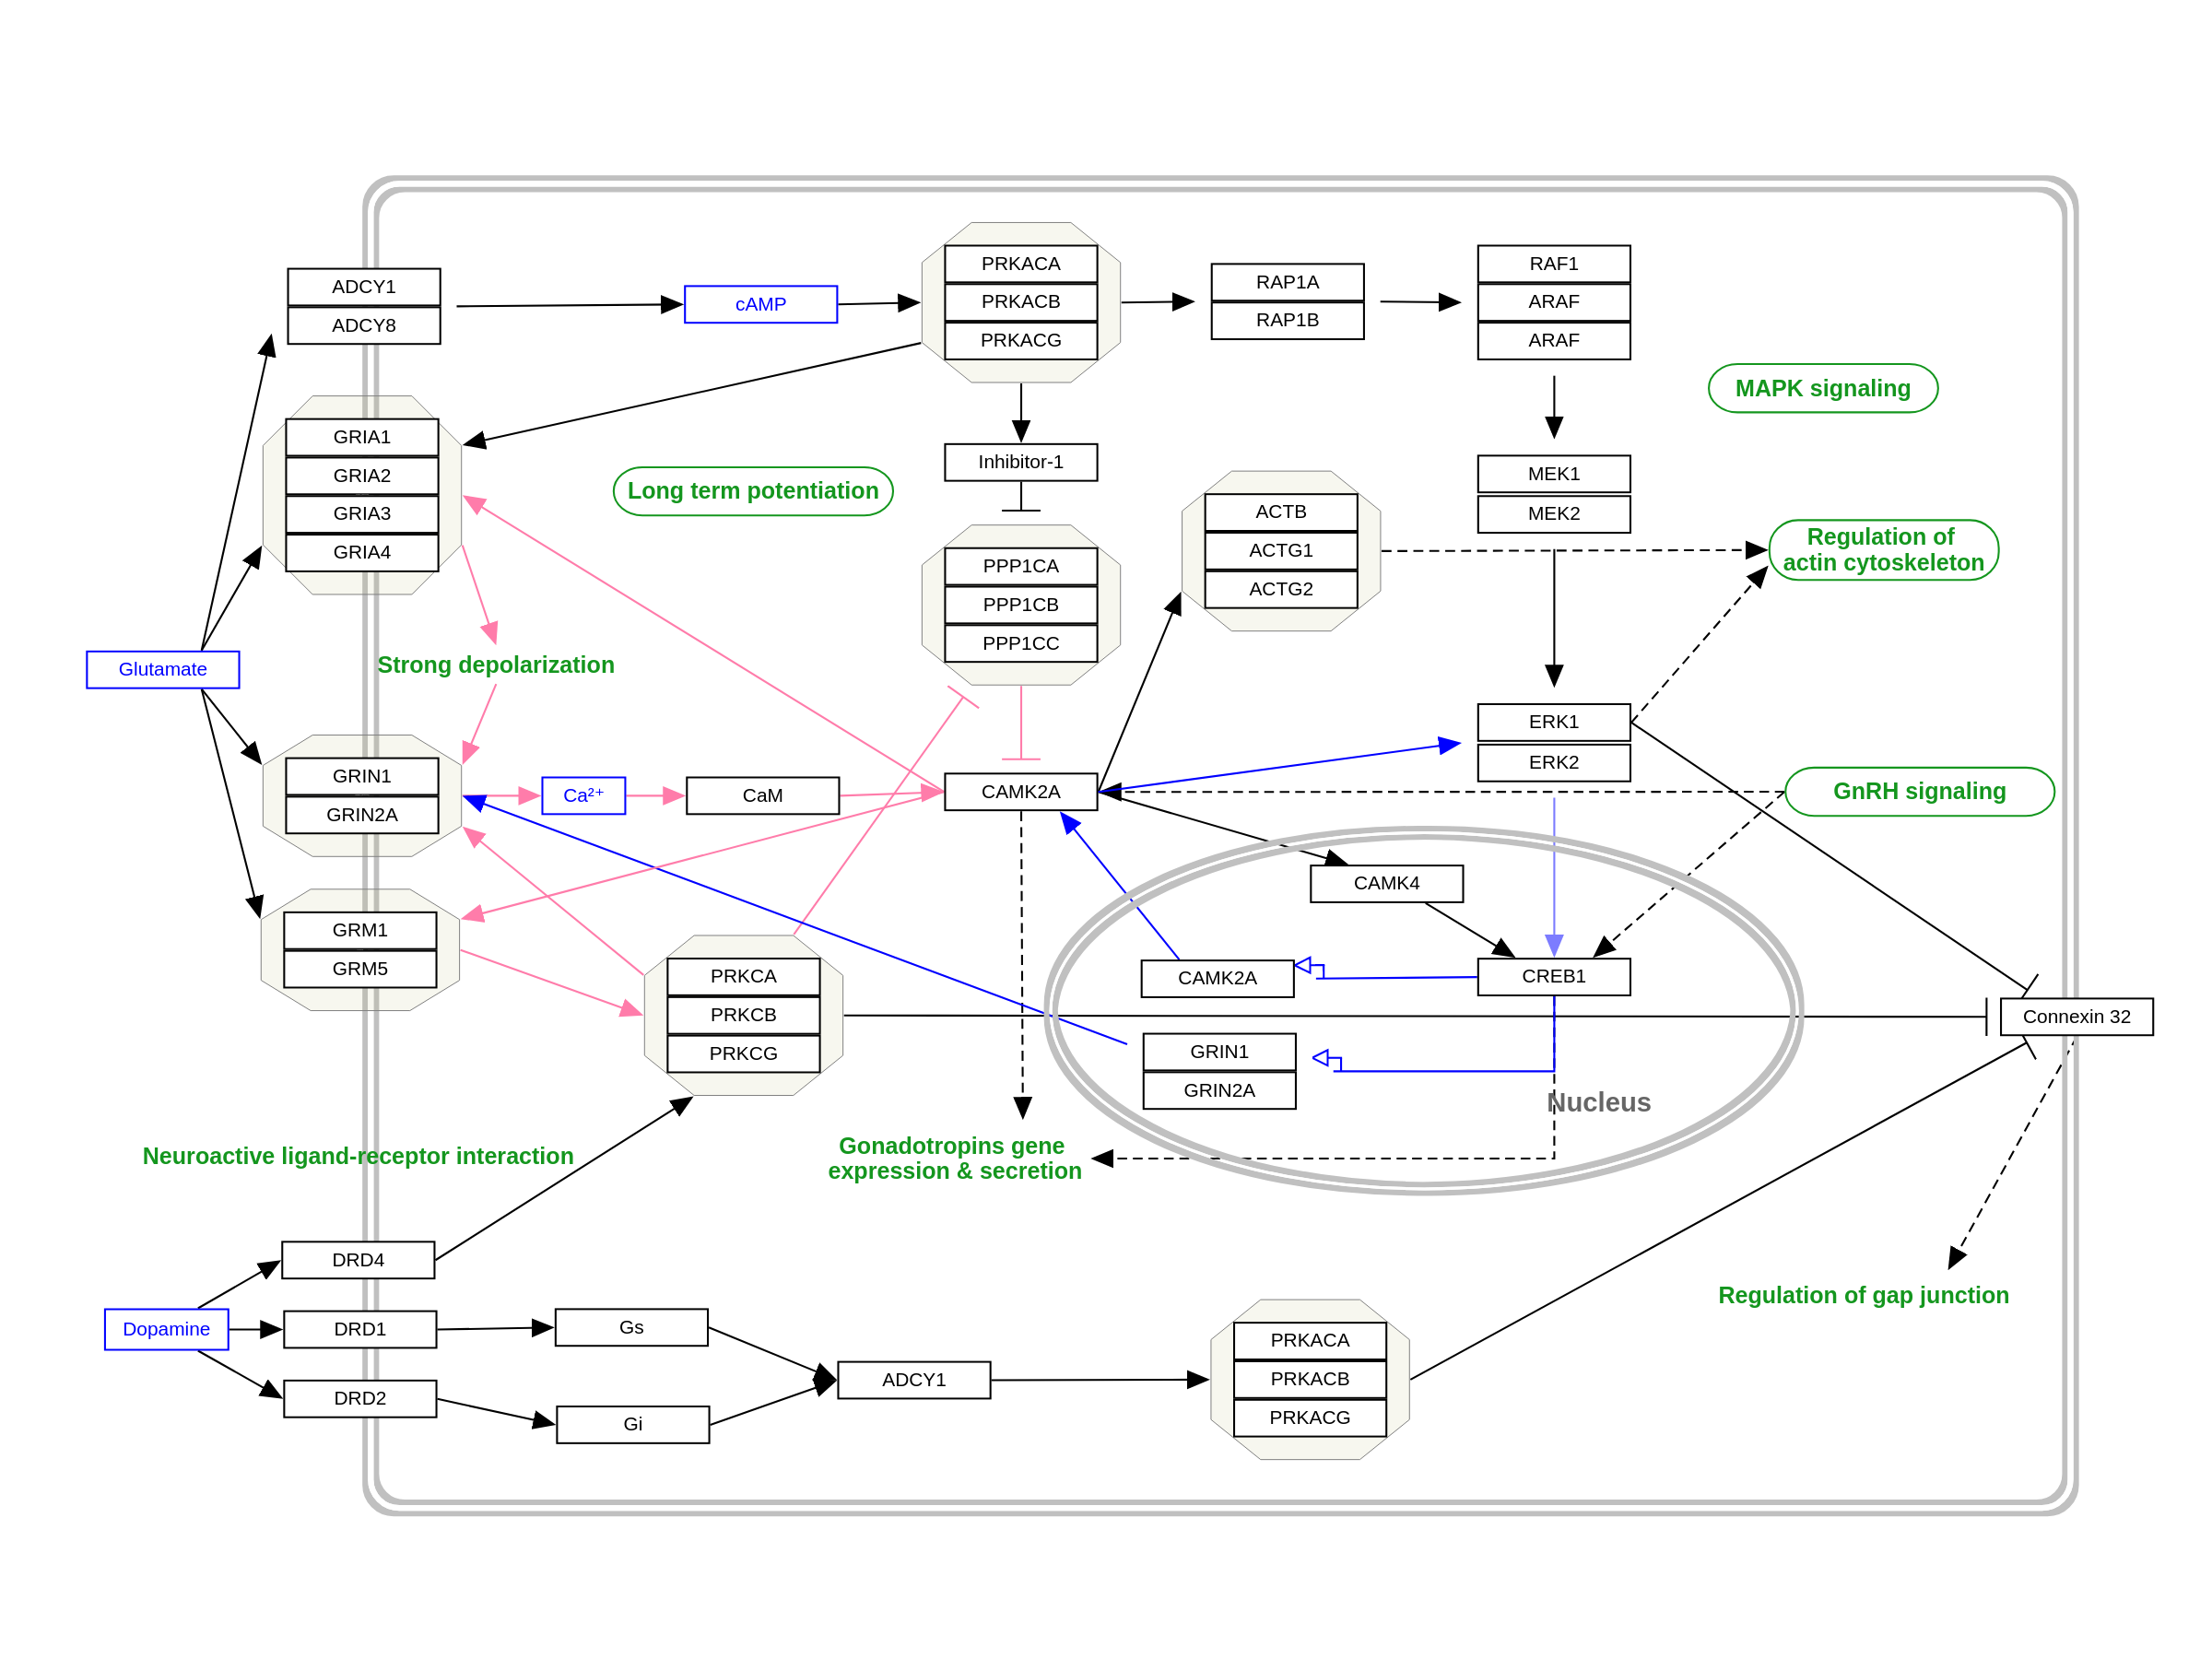 ADCY1
ADCY8
cAMP
PRKACA
PRKACB
PRKACG
RAP1A
RAP1B
RAF1
ARAF
ARAF
MAPK signaling
GRIA1
GRIA2
GRIA3
GRIA4
Long term potentiation
Inhibitor-1
PPP1CA
PPP1CB
PPP1CC
ACTB
ACTG1
ACTG2
MEK1
MEK2
Regulation of
actin cytoskeleton
Glutamate
Strong depolarization
ERK1
ERK2
GRIN1
GRIN2A
Ca²⁺
CaM
CAMK2A
GnRH signaling
CAMK4
GRM1
GRM5
PRKCA
PRKCB
PRKCG
CAMK2A
CREB1
GRIN1
GRIN2A
Connexin 32
Nucleus
Neuroactive ligand-receptor interaction
Gonadotropins gene
expression & secretion
DRD4
Dopamine
DRD1
DRD2
Gs
Gi
ADCY1
PRKACA
PRKACB
PRKACG
Regulation of gap junction